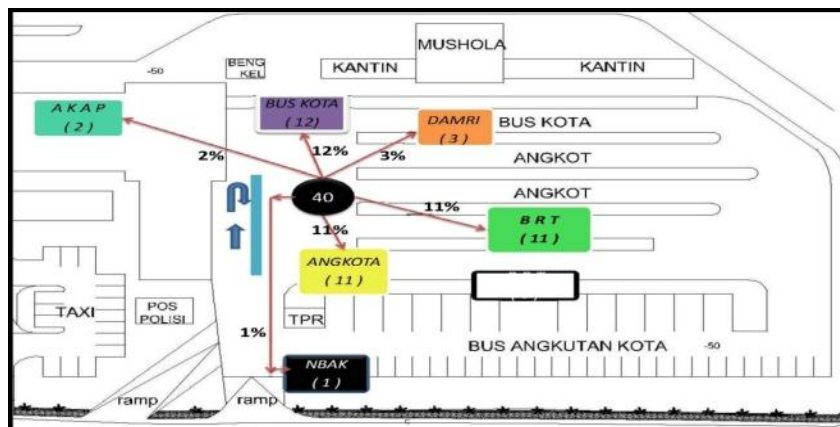 MUSHOLA
BENG
KEL
KANTIN
KANTIN
-50
AKAP
(2)
BUS KOTA
(12)
DAMRI
(3)
BUS KOTA
2%
12%
3%
ANGKOT
40
ANGKOT
11%
11%
BRT
(11)
ANGKOTA
(11)
TAXI
POS
POLISI
TPR
1%
BUS ANGKUTAN KOTA
-50
NBAK
(1)
ramp
ramp